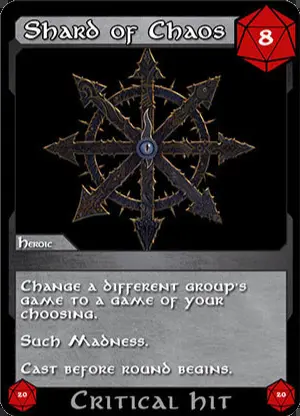 Shard of Chaos
8
Heroic
Change a different group's
game to a game of your
choosing.
Such Madness.
Cast before round begins.
20
Critical Hit
20